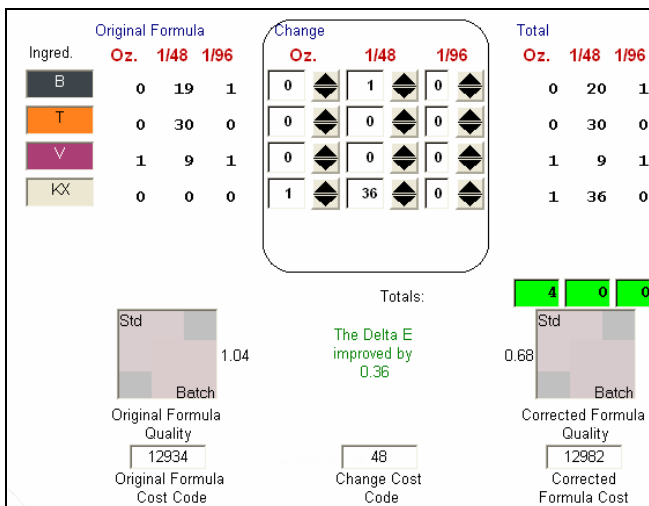 Original Formula Change Total
Ingred. Oz. 1/48 1/96 Oz. 1/48 1/96 Oz. 1/48 1/96
B 0 19 1 0 1 0 0 20 1
T 0 30 0 0 0 0 0 30 0
V 1 9 1 0 0 0 1 9 1
KX 0 0 0 1 36 0 1 36 0
Totals: 4 0 0
Std Std
The Delta E
1.04 improved by 0.68
0.36
Batch Batch
Original Formula Corrected Formula
Quality Quality
12934 48 12982
Original Formula Change Cost Corrected
Cost Code Code Formula Cost